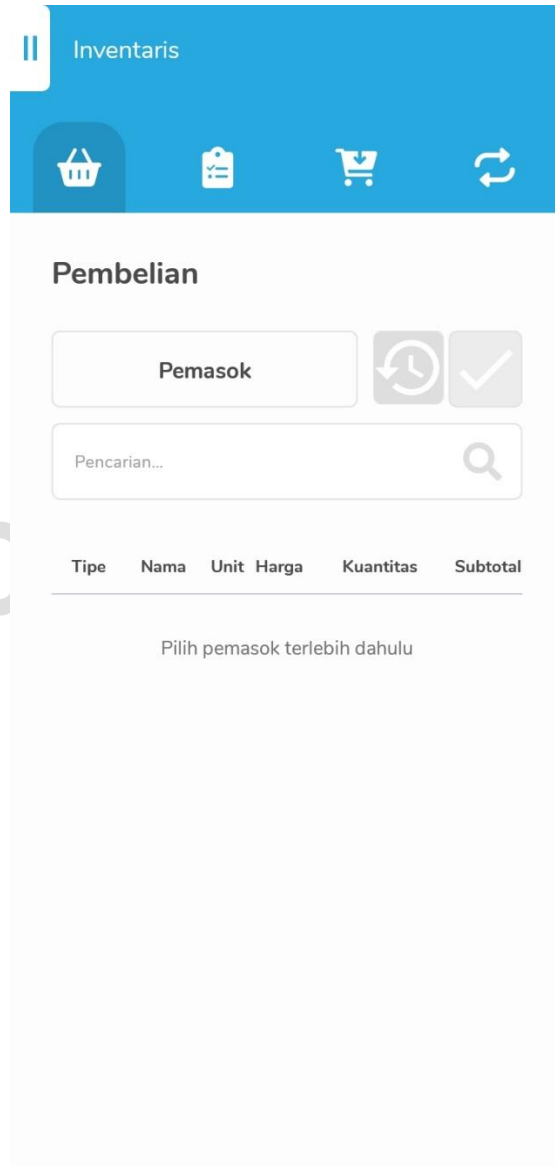 Inventaris
Pembelian
Pemasok
Pencarian...
Tipe Nama Unit Harga Kuantitas Subtotal
Pilih pemasok terlebih dahulu